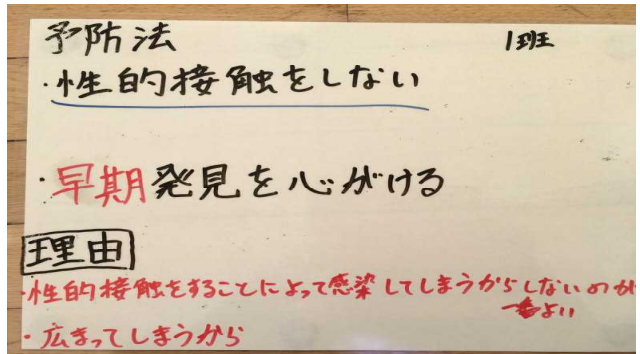 予防法
1班
・性的接触をしない
・早期発見を心がける
理由
・性的接触をすることによって感染してしまうからしないのが
一番よい
・広まってしまうから